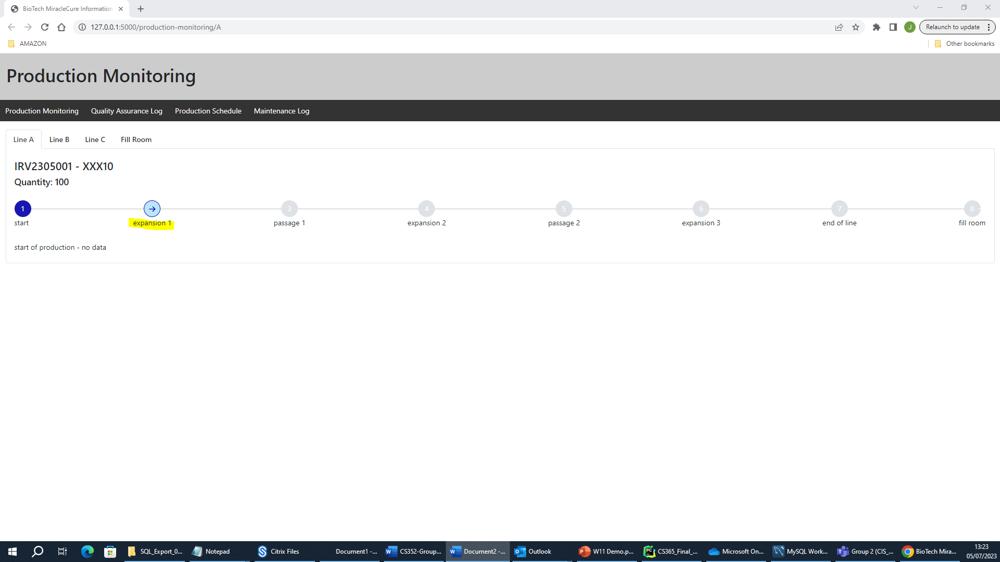 BioTech MiracleCure Information
127.0.0.1:5000/production-monitoring/A
J
Relaunch to update
AMAZON
Other bookmarks
Production Monitoring
Production Monitoring Quality Assurance Log Production Schedule Maintenance Log
Line A Line B Line C Fill Room
IRV2305001 - XXX10
Quantity: 100
1 3 4 5 6 7 8
start expansion 1 passage 1 expansion 2 passage 2 expansion 3 end of line fill room
start of production - no data
SQL_Export_0... Notepad Citrix Files Document1 -... CS352-Group... Document2 -... Outlook W11 Demo.p... CS365_Final_... Microsoft On... MySQL Work... Group 2 (CIS_... BioTech Mira...
13:23
05/07/2023